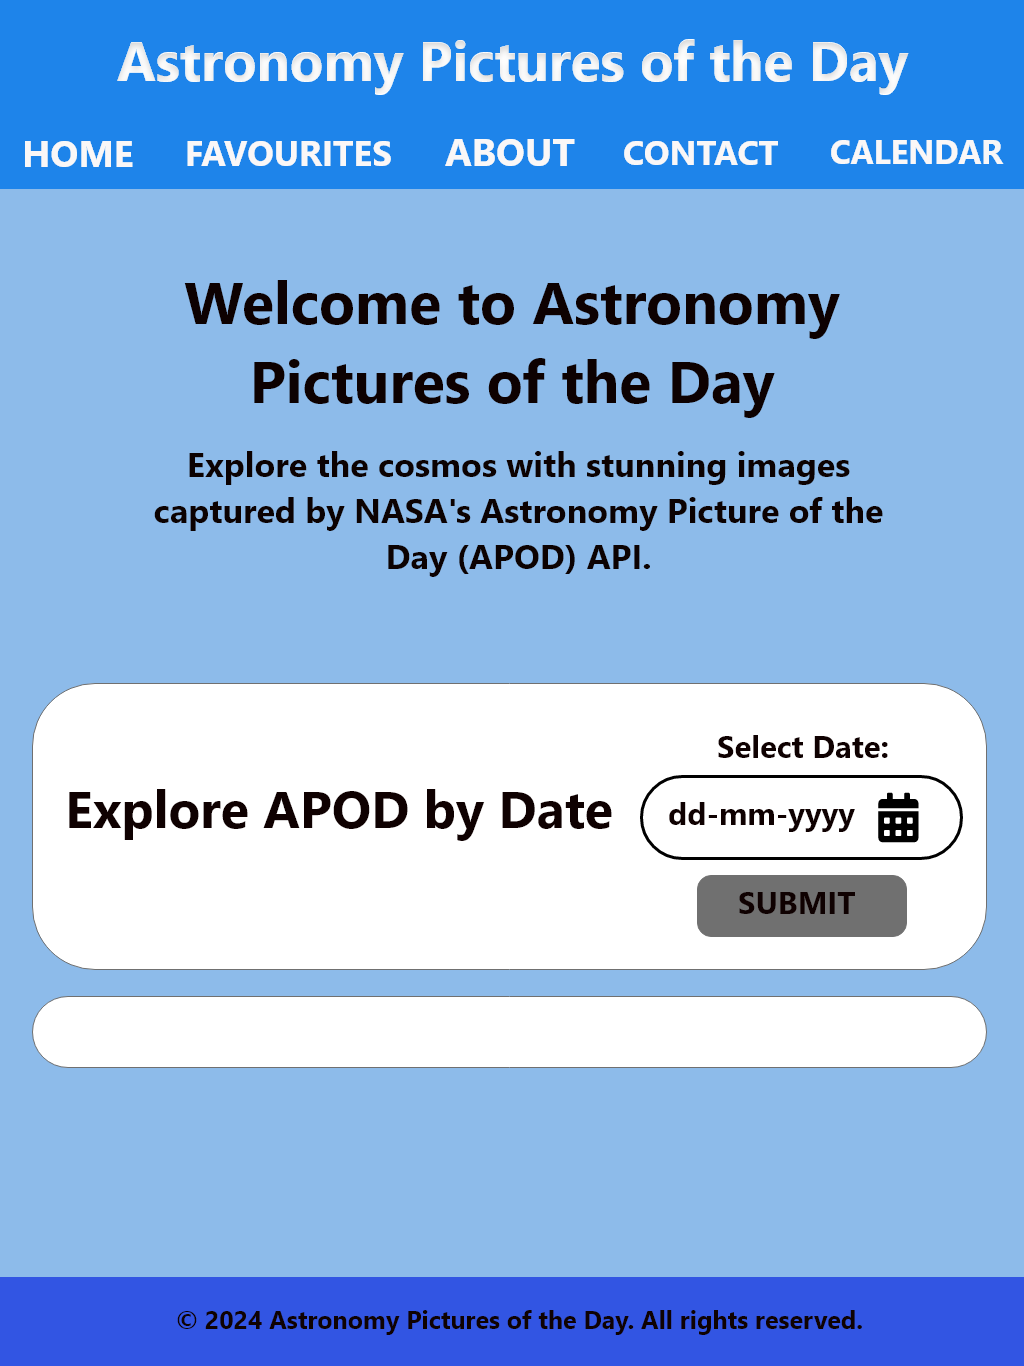 Astronomy Pictures of the Day
HOME FAVOURITES ABOUT CONTACT CALENDAR
Welcome to Astronomy
Pictures of the Day
Explore the cosmos with stunning images
captured by NASA's Astronomy Picture of the
Day (APOD) API.
Explore APOD by Date
Select Date:
dd-mm-yyyy
SUBMIT
© 2024 Astronomy Pictures of the Day. All rights reserved.